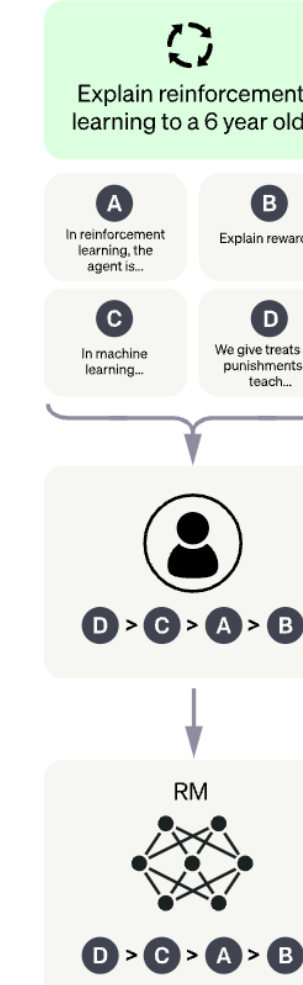 Explain reinforcement
learning to a 6 year old
A
In reinforcement
learning, the
agent is...
B
Explain
C
In machine
learning...
D
We give treats
punishments
teach...
D > C > A > B
RM
D > C > A > B